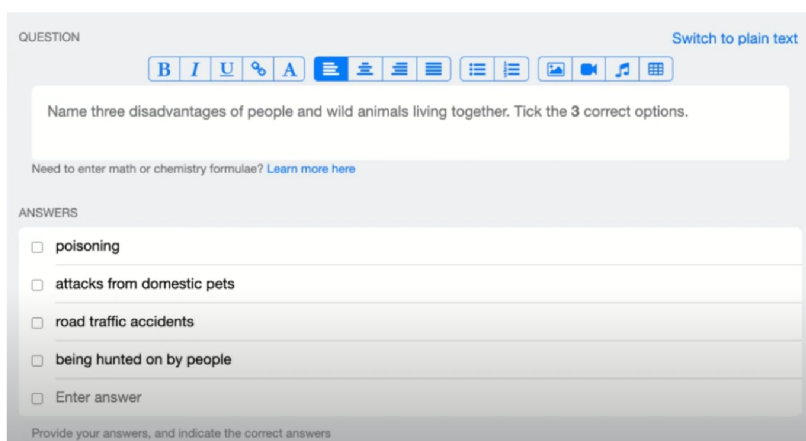 QUESTION
Switch to plain text
B I U A
Name three disadvantages of people and wild animals living together. Tick the 3 correct options.
Need to enter math or chemistry formulae? Learn more here
ANSWERS
poisoning
attacks from domestic pets
road traffic accidents
being hunted on by people
Enter answer
Provide your answers, and indicate the correct answers